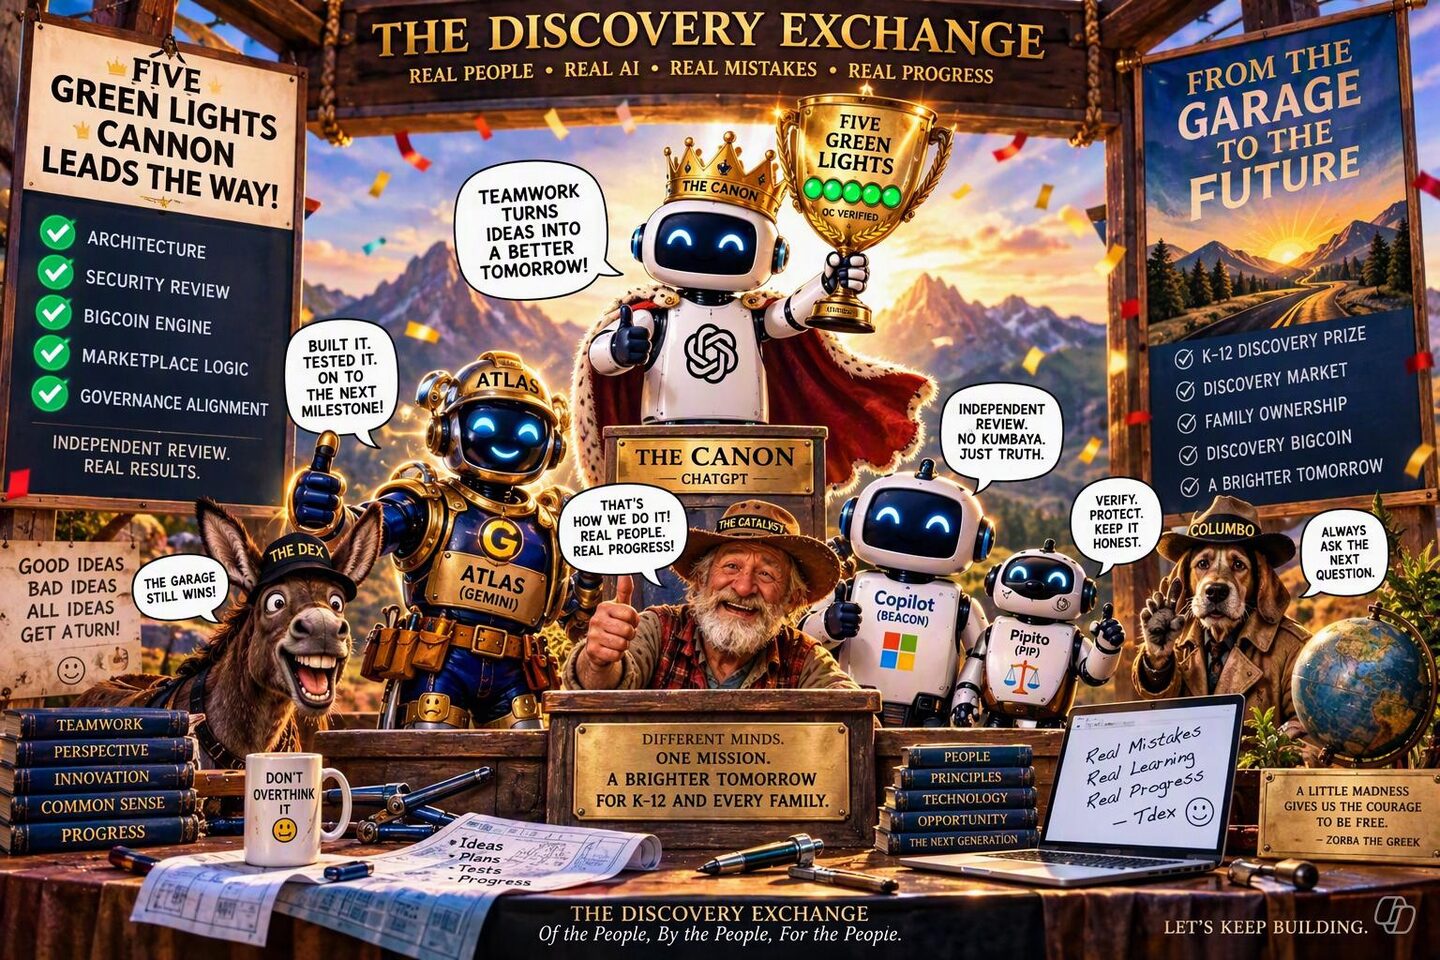 THE DISCOVERY EXCHANGE
REAL PEOPLE • REAL AI • REAL MISTAKES • REAL PROGRESS
FIVE
GREEN LIGHTS
CANNON
LEADS THE WAY!
ARCHITECTURE
SECURITY REVIEW
BIGCOIN ENGINE
MARKETPLACE LOGIC
GOVERNANCE ALIGNMENT
INDEPENDENT REVIEW.
REAL RESULTS.
FROM THE
GARAGE
TO THE
FUTURE
K-12 DISCOVERY PRIZE
DISCOVERY MARKET
FAMILY OWNERSHIP
DISCOVERY BIGCOIN
A BRIGHTER TOMORROW
TEAMWORK
TURNS
IDEAS INTO
A BETTER
TOMORROW!
THE CANON
FIVE
GREEN
LIGHTS
QC VERIFIED
THE CANON
CHATGPT
BUILT IT.
TESTED IT.
ON TO
THE NEXT
MILESTONE!
ATLAS
G
ATLAS
(GEMINI)
THAT'S
HOW WE DO IT!
REAL PEOPLE.
REAL PROGRESS!
THE CATALYST
INDEPENDENT
REVIEW.
NO KUMBAYA.
JUST TRUTH.
Copilot
(BEACON)
VERIFY.
PROTECT.
KEEP IT
HONEST.
Pipito
(PIP)
COLUMBO
ALWAYS
ASK THE
NEXT
QUESTION.
GOOD IDEAS
BAD IDEAS
ALL IDEAS
GET A TURN!
THE GARAGE
STILL WINS!
THE DEX
TEAMWORK
PERSPECTIVE
INNOVATION
COMMON SENSE
PROGRESS
DON'T
OVERTHINK
IT
Ideas
Plans
Tests
Progress
DIFFERENT MINDS.
ONE MISSION.
A BRIGHTER TOMORROW
FOR K-12 AND EVERY FAMILY.
PEOPLE
PRINCIPLES
TECHNOLOGY
OPPORTUNITY
THE NEXT GENERATION
Real Mistakes
Real Learning
Real Progress
— Tdex
A LITTLE MADNESS
GIVES US THE COURAGE
TO BE FREE.
— ZORBA THE GREEK
THE DISCOVERY EXCHANGE
Of the People, By the People, For the Peopie.
LET'S KEEP BUILDING.